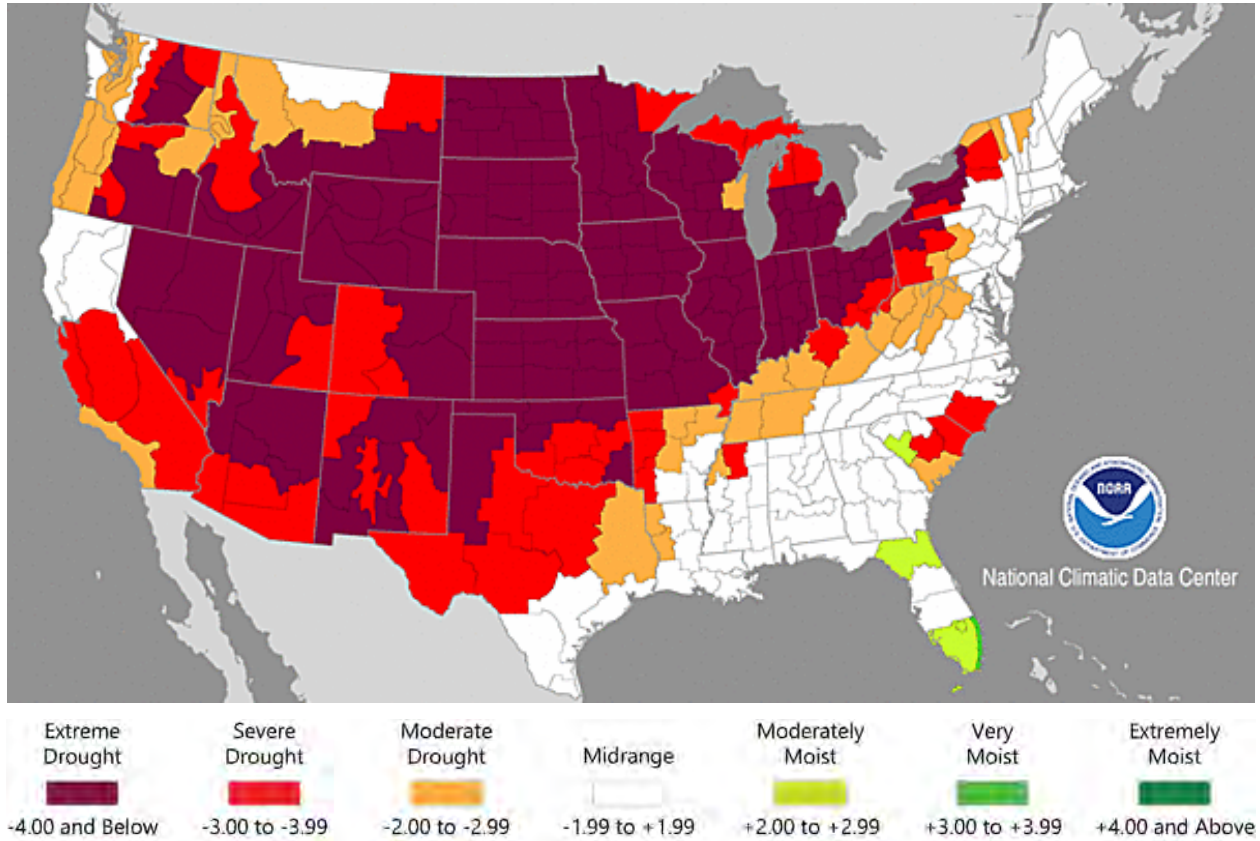 NOAA
National Climatic Data Center
Extreme
Drought
Severe
Drought
Moderate
Drought
Midrange
Moderately
Moist
Very
Moist
Extremely
Moist
-4.00 and Below
-3.00 to -3.99
-2.00 to -2.99
-1.99 to +1.99
+2.00 to +2.99
+3.00 to +3.99
+4.00 and Above